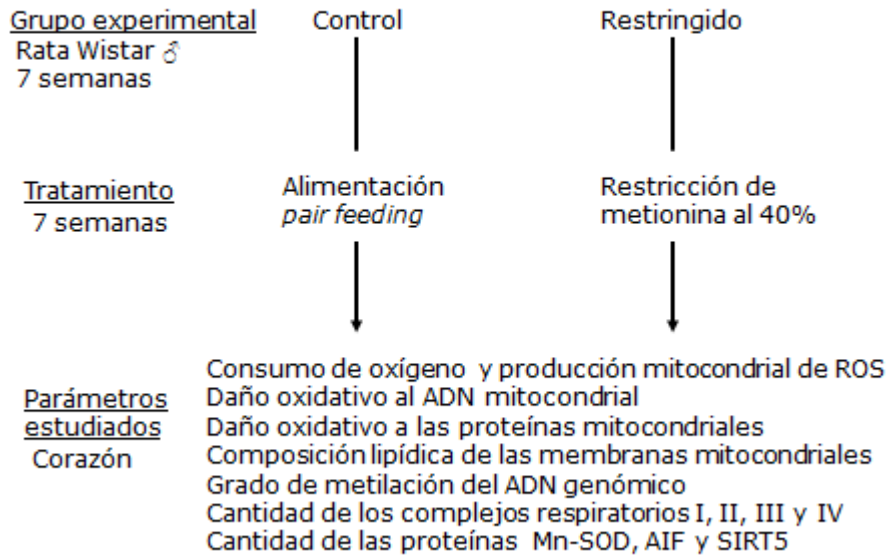 Grupo experimental Control Restringido
Rata Wistar ♂
7 semanas
Tratamiento Alimentación Restricción de
7 semanas pair feeding metionina al 40%
Consumo de oxígeno y producción mitocondrial de ROS
Parámetros Daño oxidativo al ADN mitocondrial
estudiados Daño oxidativo a las proteínas mitocondriales
Corazón Composición lipídica de las membranas mitocondriales
Grado de metilación del ADN genómico
Cantidad de los complejos respiratorios I, II, III y IV
Cantidad de las proteínas Mn-SOD, AIF y SIRT5